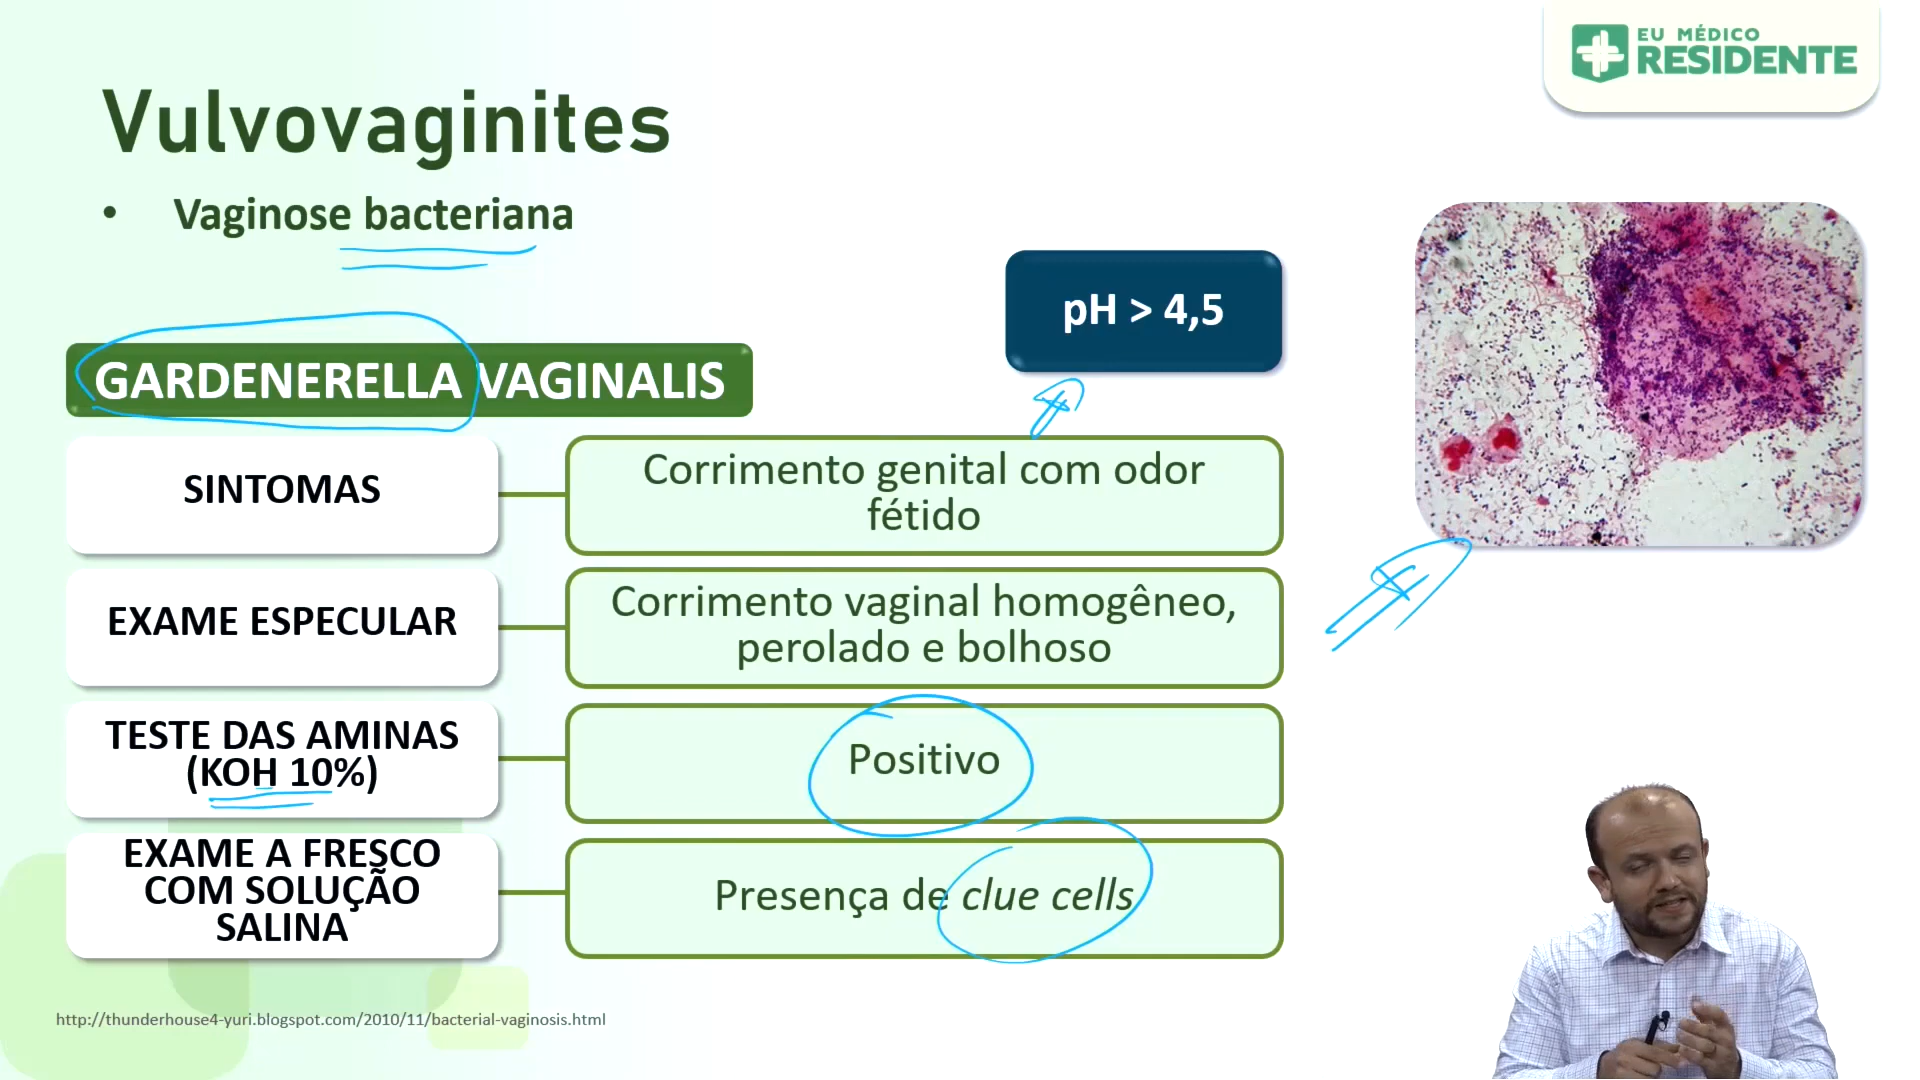 EU MÉDICO
RESIDENTE
Vulvovaginites
• Vaginose bacteriana
pH > 4,5
GARDENERELLA VAGINALIS
SINTOMAS
Corrimento genital com odor
fétido
EXAME ESPECULAR
Corrimento vaginal homogêneo,
perolado e bolhoso
TESTE DAS AMINAS
(KOH 10%)
Positivo
EXAME A FRESCO
COM SOLUÇÃO
SALINA
Presença de clue cells
http://thunderhouse4-yuri.blogspot.com/2010/11/bacterial-vaginosis.html